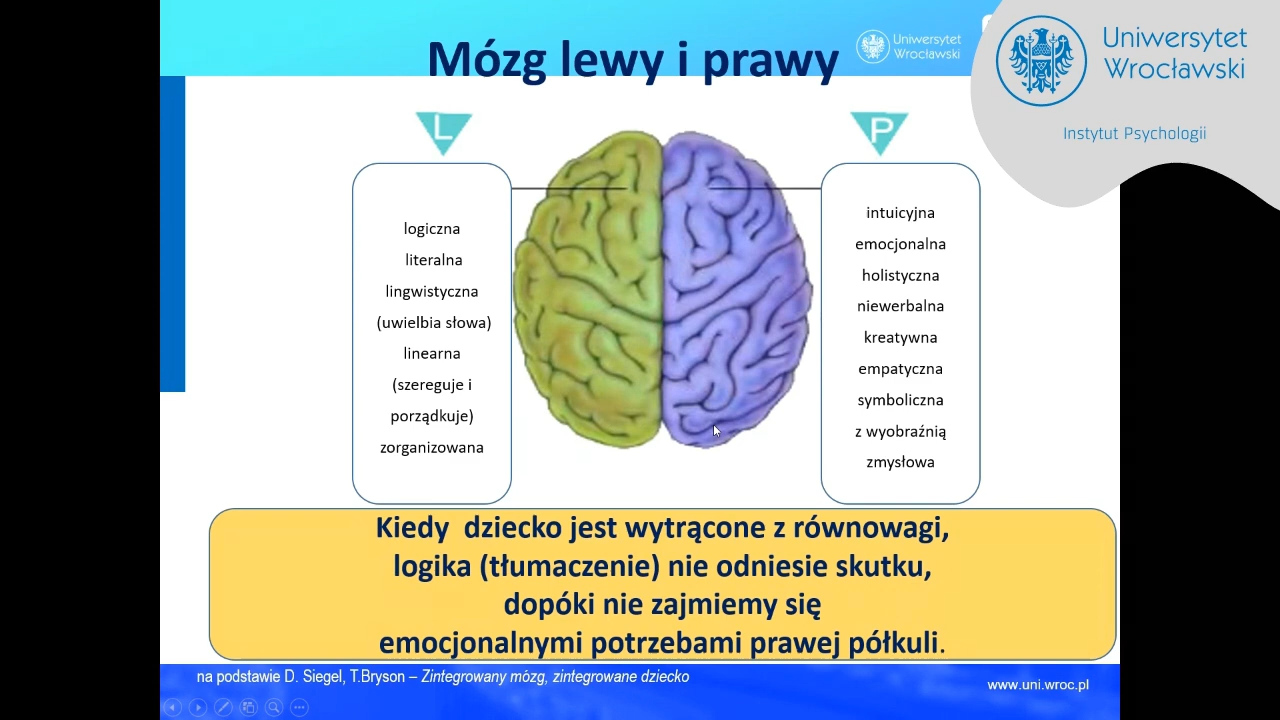 Mózg lewy i prawy
Uniwersytet
Wrocławski
Uniwersytet
Wrocławski
Instytut Psychologii
L
P
logiczna
literalna
lingwistyczna
(uwielbia słowa)
linearna
(szereguje i
porządkuje)
zorganizowana
intuicyjna
emocjonalna
holistyczna
niewerbalna
kreatywna
empatyczna
symboliczna
z wyobraźnią
zmysłowa
Kiedy dziecko jest wytrącone z równowagi,
logika (tłumaczenie) nie odniesie skutku,
dopóki nie zajmiemy się
emocjonalnymi potrzebami prawej półkuli.
na podstawie D. Siegel, T.Bryson – Zintegrowany mózg, zintegrowane dziecko
www.uni.wroc.pl